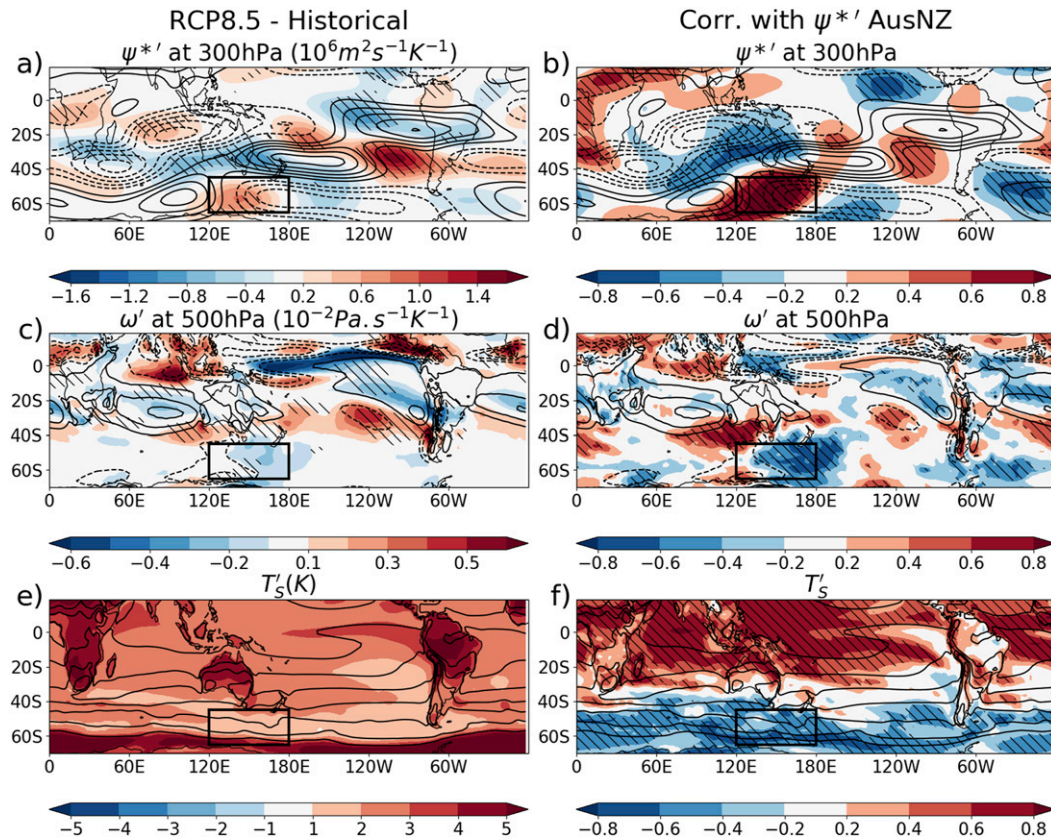 RCP8.5 - Historical
Corr. with ψ*′ AusNZ
a)
ψ*′ at 300hPa (10⁶m²s⁻¹K⁻¹)
b)
ψ*′ at 300hPa
0
20S
40S
60S
0
20S
40S
60S
0 60E 120E 180E 120W 60W
0 60E 120E 180E 120W 60W
−1.6 −1.2 −0.8 −0.4 0.2 0.6 1.0 1.4
−0.8 −0.6 −0.4 −0.2 0.2 0.4 0.6 0.8
c)
ω′ at 500hPa (10⁻²Pa.s⁻¹K⁻¹)
d)
ω′ at 500hPa
0
20S
40S
60S
0
20S
40S
60S
0 60E 120E 180E 120W 60W
0 60E 120E 180E 120W 60W
−0.6 −0.4 −0.2 0.1 0.3 0.5
−0.8 −0.6 −0.4 −0.2 0.2 0.4 0.6 0.8
e)
T′S(K)
f)
T′S
0
20S
40S
60S
0
20S
40S
60S
0 60E 120E 180E 120W 60W
0 60E 120E 180E 120W 60W
−5 −4 −3 −2 −1 1 2 3 4 5
−0.8 −0.6 −0.4 −0.2 0.2 0.4 0.6 0.8